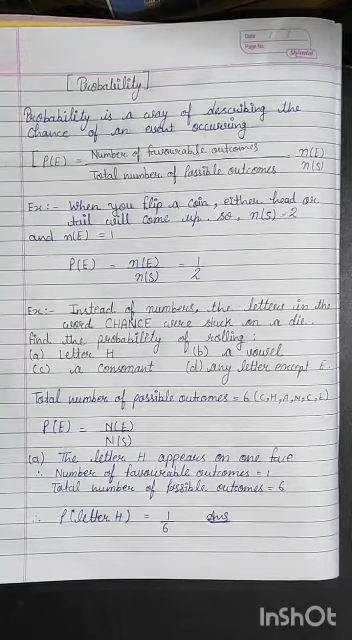 Date / /
Page No.
Shivalal
[Probability]
Probability is a way of describing the
Chance of an event occurring
[P(E) = Number of favourable outcomes / Total number of Possible outcomes = n(E) / n(S)
Ex:- When you flip a coin, either head or
tail will come up. so, n(S) = 2
and n(E) = 1
P(E) = n(E) / n(S) = 1 / 2
Ex:- Instead of numbers, the letters in the
word CHANCE were stuck on a die.
find the probability of rolling:
(a) Letter H (b) a vowel
(c) a consonant (d) any letter except E.
Total number of possible outcomes = 6 (C,H,A,N,C,E)
P(E) = N(E) / N(S)
(a) The letter H appears on one face
∴ Number of favourable outcomes = 1
Total number of possible outcomes = 6
∴ P(letter H) = 1 / 6 Ans
InShOt